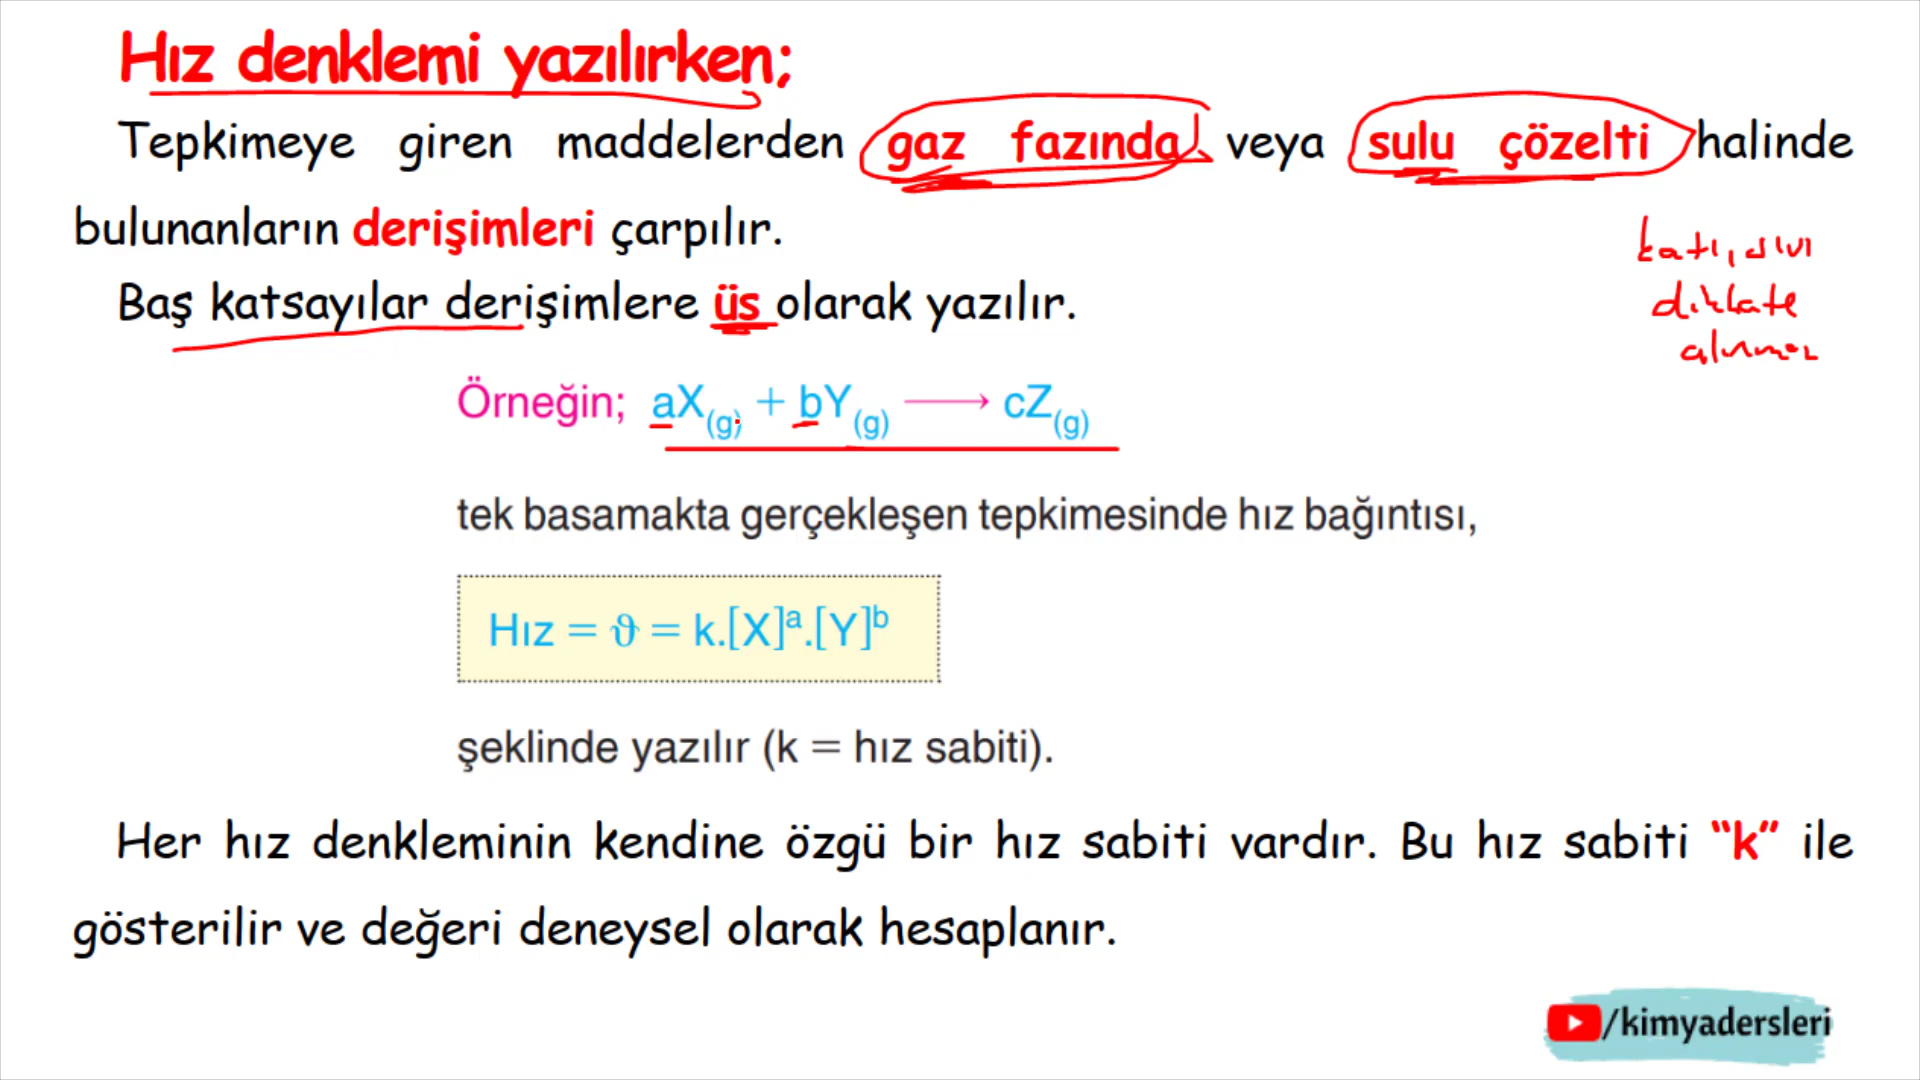 Hız denklemi yazılırken;
Tepkimeye giren maddelerden gaz fazında veya sulu çözelti halinde
bulunanların derişimleri çarpılır.
katı, sıvı
dikkate
alınmaz
Baş katsayılar derişimlere üs olarak yazılır.
Örneğin; aX(g) + bY(g) ⟶ cZ(g)
tek basamakta gerçekleşen tepkimesinde hız bağıntısı,
Hız = ϑ = k.[X]ᵃ.[Y]ᵇ
şeklinde yazılır (k = hız sabiti).
Her hız denkleminin kendine özgü bir hız sabiti vardır. Bu hız sabiti “k” ile
gösterilir ve değeri deneysel olarak hesaplanır.
/kimyadersleri